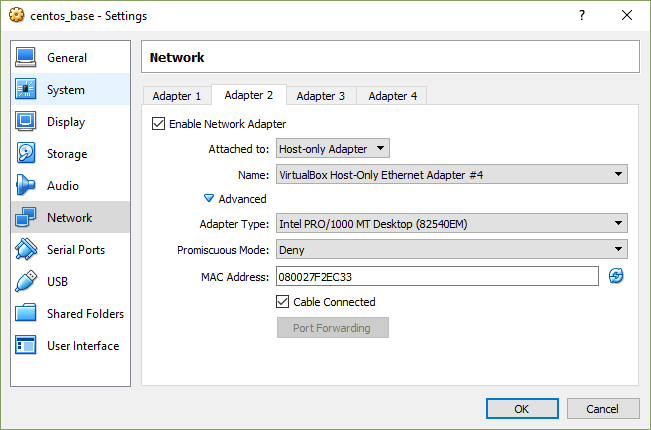 centos_base - Settings
General
System
Display
Storage
Audio
Network
Serial Ports
USB
Shared Folders
User Interface
Network
Adapter 1 Adapter 2 Adapter 3 Adapter 4
Enable Network Adapter
Attached to: Host-only Adapter
Name: VirtualBox Host-Only Ethernet Adapter #4
Advanced
Adapter Type: Intel PRO/1000 MT Desktop (82540EM)
Promiscuous Mode: Deny
MAC Address: 080027F2EC33
Cable Connected
Port Forwarding
OK Cancel